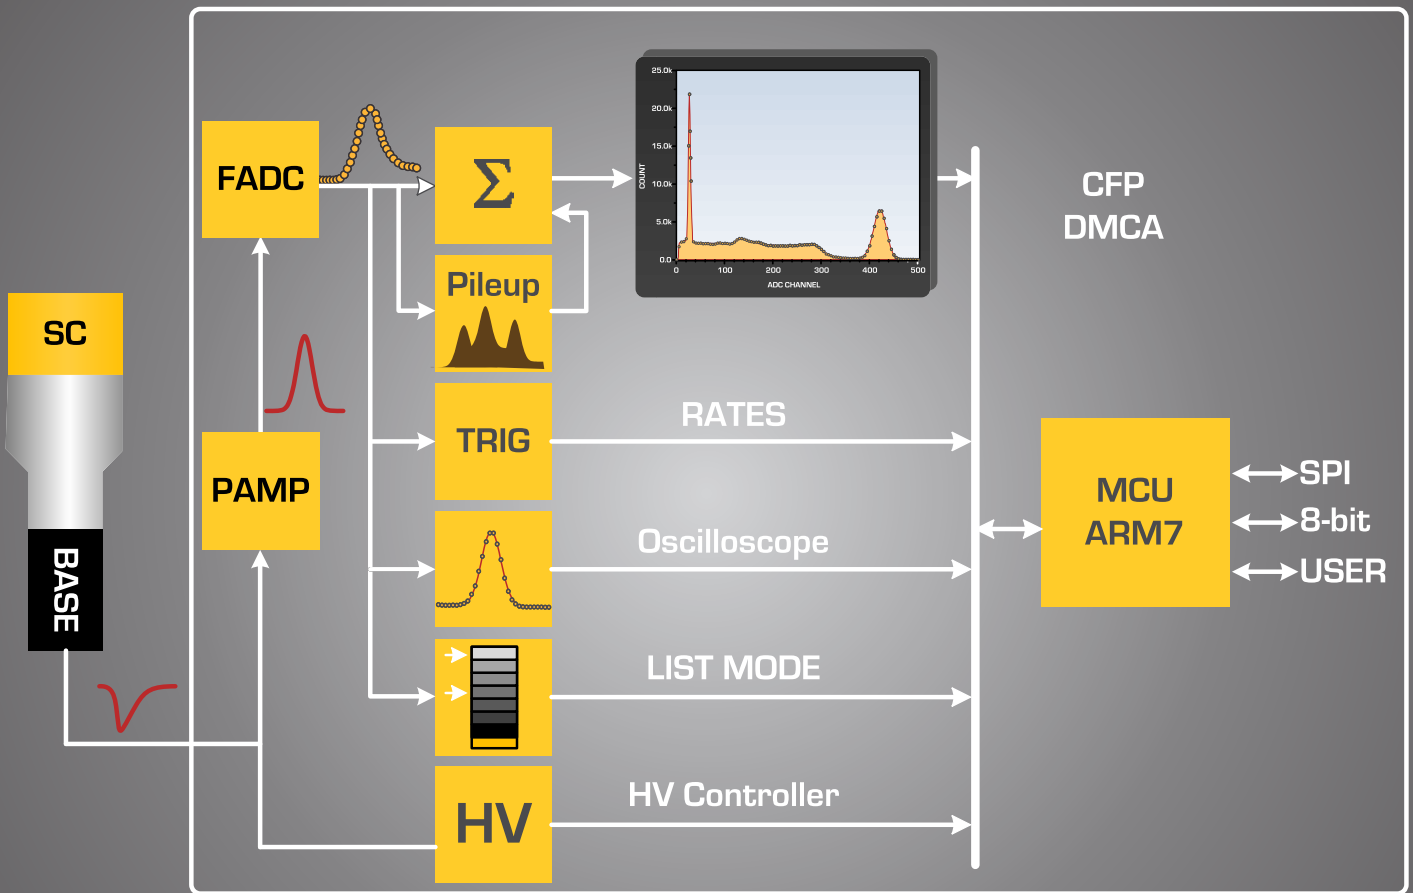 FADC
Σ
25.0k
20.0k
15.0k
10.0k
5.0k
0.0
COUNT
0 100 200 300 400 500
ADC CHANNEL
CFP
DMCA
Pileup
SC
BASE
PAMP
TRIG
RATES
Oscilloscope
LIST MODE
HV
HV Controller
MCU
ARM7
SPI
8-bit
USER